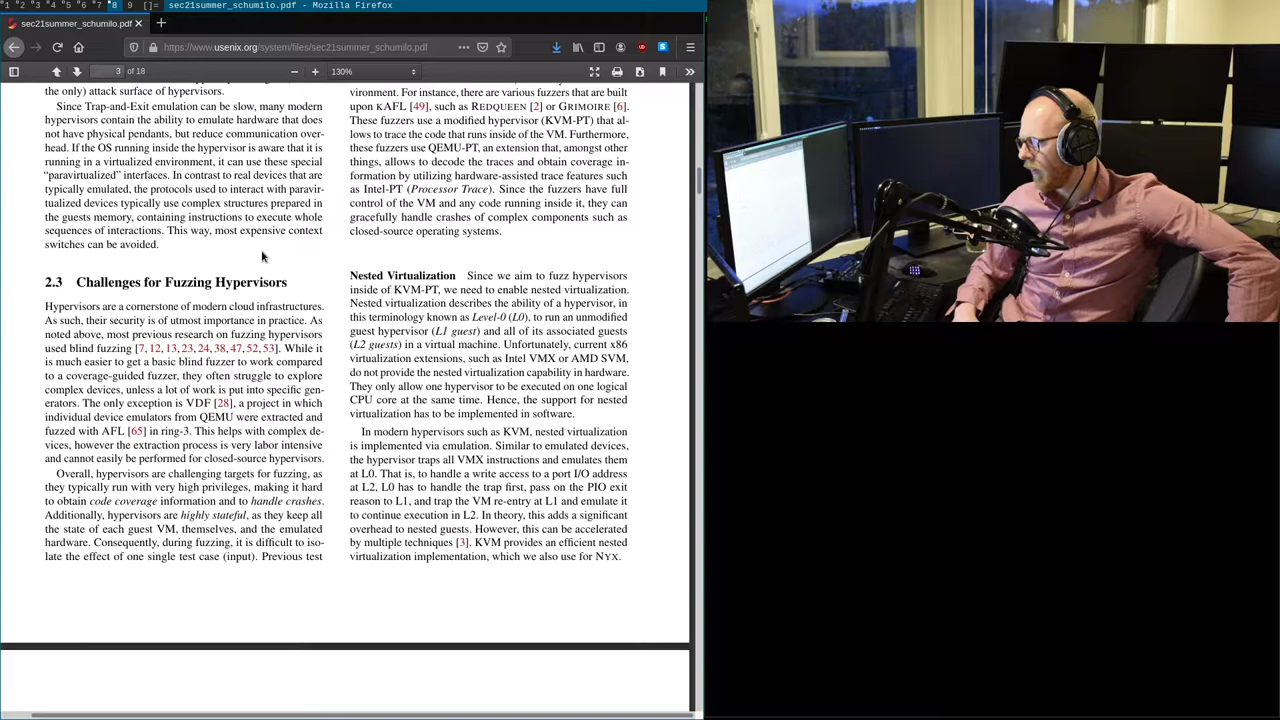 1 2 3 4 5 6 7 8 9 []= sec21summer_schumilo.pdf - Mozilla Firefox
sec21summer_schumilo.pdf
https://www.usenix.org/system/files/sec21summer_schumilo.pdf
3 of 18
130%
the only) attack surface of hypervisors.
Since Trap-and-Exit emulation can be slow, many modern
hypervisors contain the ability to emulate hardware that does
not have physical pendants, but reduce communication over-
head. If the OS running inside the hypervisor is aware that it is
running in a virtualized environment, it can use these special
“paravirtualized” interfaces. In contrast to real devices that are
typically emulated, the protocols used to interact with paravir-
tualized devices typically use complex structures prepared in
the guests memory, containing instructions to execute whole
sequences of interactions. This way, most expensive context
switches can be avoided.
2.3 Challenges for Fuzzing Hypervisors
Hypervisors are a cornerstone of modern cloud infrastructures.
As such, their security is of utmost importance in practice. As
noted above, most previous research on fuzzing hypervisors
used blind fuzzing [7, 12, 13, 23, 24, 38, 47, 52, 53]. While it
is much easier to get a basic blind fuzzer to work compared
to a coverage-guided fuzzer, they often struggle to explore
complex devices, unless a lot of work is put into specific gen-
erators. The only exception is VDF [28], a project in which
individual device emulators from QEMU were extracted and
fuzzed with AFL [65] in ring-3. This helps with complex de-
vices, however the extraction process is very labor intensive
and cannot easily be performed for closed-source hypervisors.
Overall, hypervisors are challenging targets for fuzzing, as
they typically run with very high privileges, making it hard
to obtain code coverage information and to handle crashes.
Additionally, hypervisors are highly stateful, as they keep all
the state of each guest VM, themselves, and the emulated
hardware. Consequently, during fuzzing, it is difficult to iso-
late the effect of one single test case (input). Previous test
vironment. For instance, there are various fuzzers that are built
upon KAFL [49], such as REDQUEEN [2] or GRIMOIRE [6].
These fuzzers use a modified hypervisor (KVM-PT) that al-
lows to trace the code that runs inside of the VM. Furthermore,
these fuzzers use QEMU-PT, an extension that, amongst other
things, allows to decode the traces and obtain coverage in-
formation by utilizing hardware-assisted trace features such
as Intel-PT (Processor Trace). Since the fuzzers have full
control of the VM and any code running inside it, they can
gracefully handle crashes of complex components such as
closed-source operating systems.
Nested Virtualization Since we aim to fuzz hypervisors
inside of KVM-PT, we need to enable nested virtualization.
Nested virtualization describes the ability of a hypervisor, in
this terminology known as Level-0 (L0), to run an unmodified
guest hypervisor (L1 guest) and all of its associated guests
(L2 guests) in a virtual machine. Unfortunately, current x86
virtualization extensions, such as Intel VMX or AMD SVM,
do not provide the nested virtualization capability in hardware.
They only allow one hypervisor to be executed on one logical
CPU core at the same time. Hence, the support for nested
virtualization has to be implemented in software.
In modern hypervisors such as KVM, nested virtualization
is implemented via emulation. Similar to emulated devices,
the hypervisor traps all VMX instructions and emulates them
at L0. That is, to handle a write access to a port I/O address
at L2, L0 has to handle the trap first, pass on the PIO exit
reason to L1, and trap the VM re-entry at L1 and emulate it
to continue execution in L2. In theory, this adds a significant
overhead to nested guests. However, this can be accelerated
by multiple techniques [3]. KVM provides an efficient nested
virtualization implementation, which we also use for NYX.